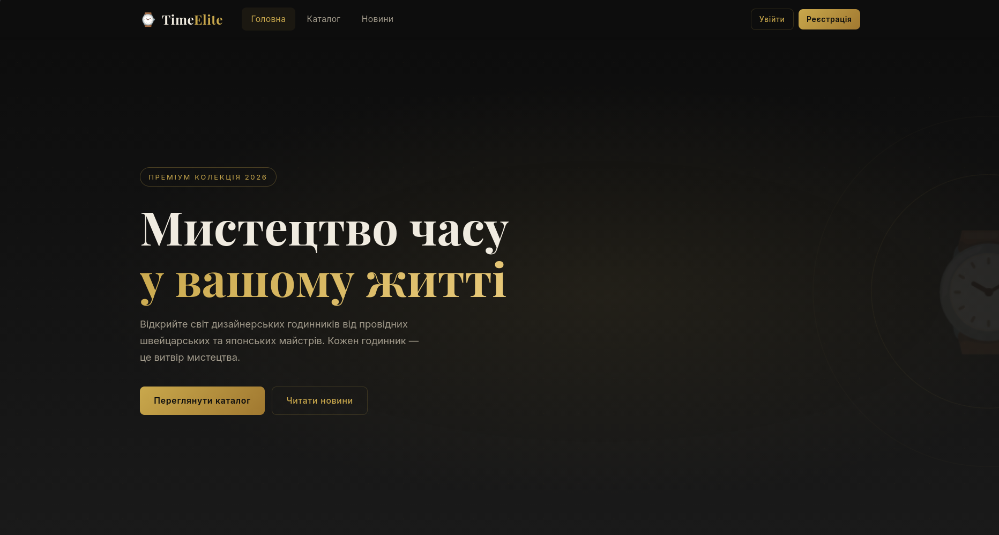 TimeElite
Головна
Каталог
Новини
Увійти
Реєстрація
ПРЕМІУМ КОЛЕКЦІЯ 2026
Мистецтво часу
у вашому житті
Відкрийте світ дизайнерських годинників від провідних
швейцарських та японських майстрів. Кожен годинник —
це витвір мистецтва.
Переглянути каталог
Читати новини